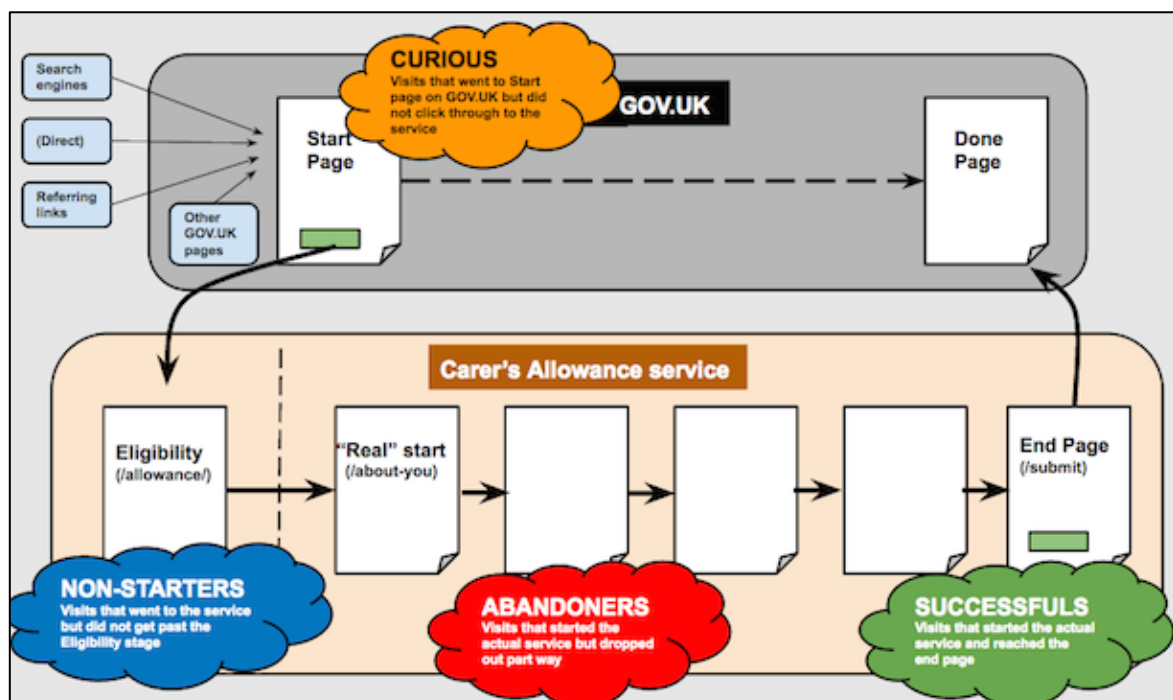 CURIOUS
Visits that went to Start
page on GOV.UK but did
not click through to the
service
GOV.UK
Search
engines
(Direct)
Referring
links
Other
GOV.UK
pages
Start
Page
Done
Page
Carer's Allowance service
Eligibility
(/allowance/)
“Real” start
(/about-you)
End Page
(/submit)
NON-STARTERS
Visits that went to the service
but did not get past the
Eligibility stage
ABANDONERS
Visits that started the
actual service but dropped
out part way
SUCCESSFULS
Visits that started the actual
service and reached the
end page